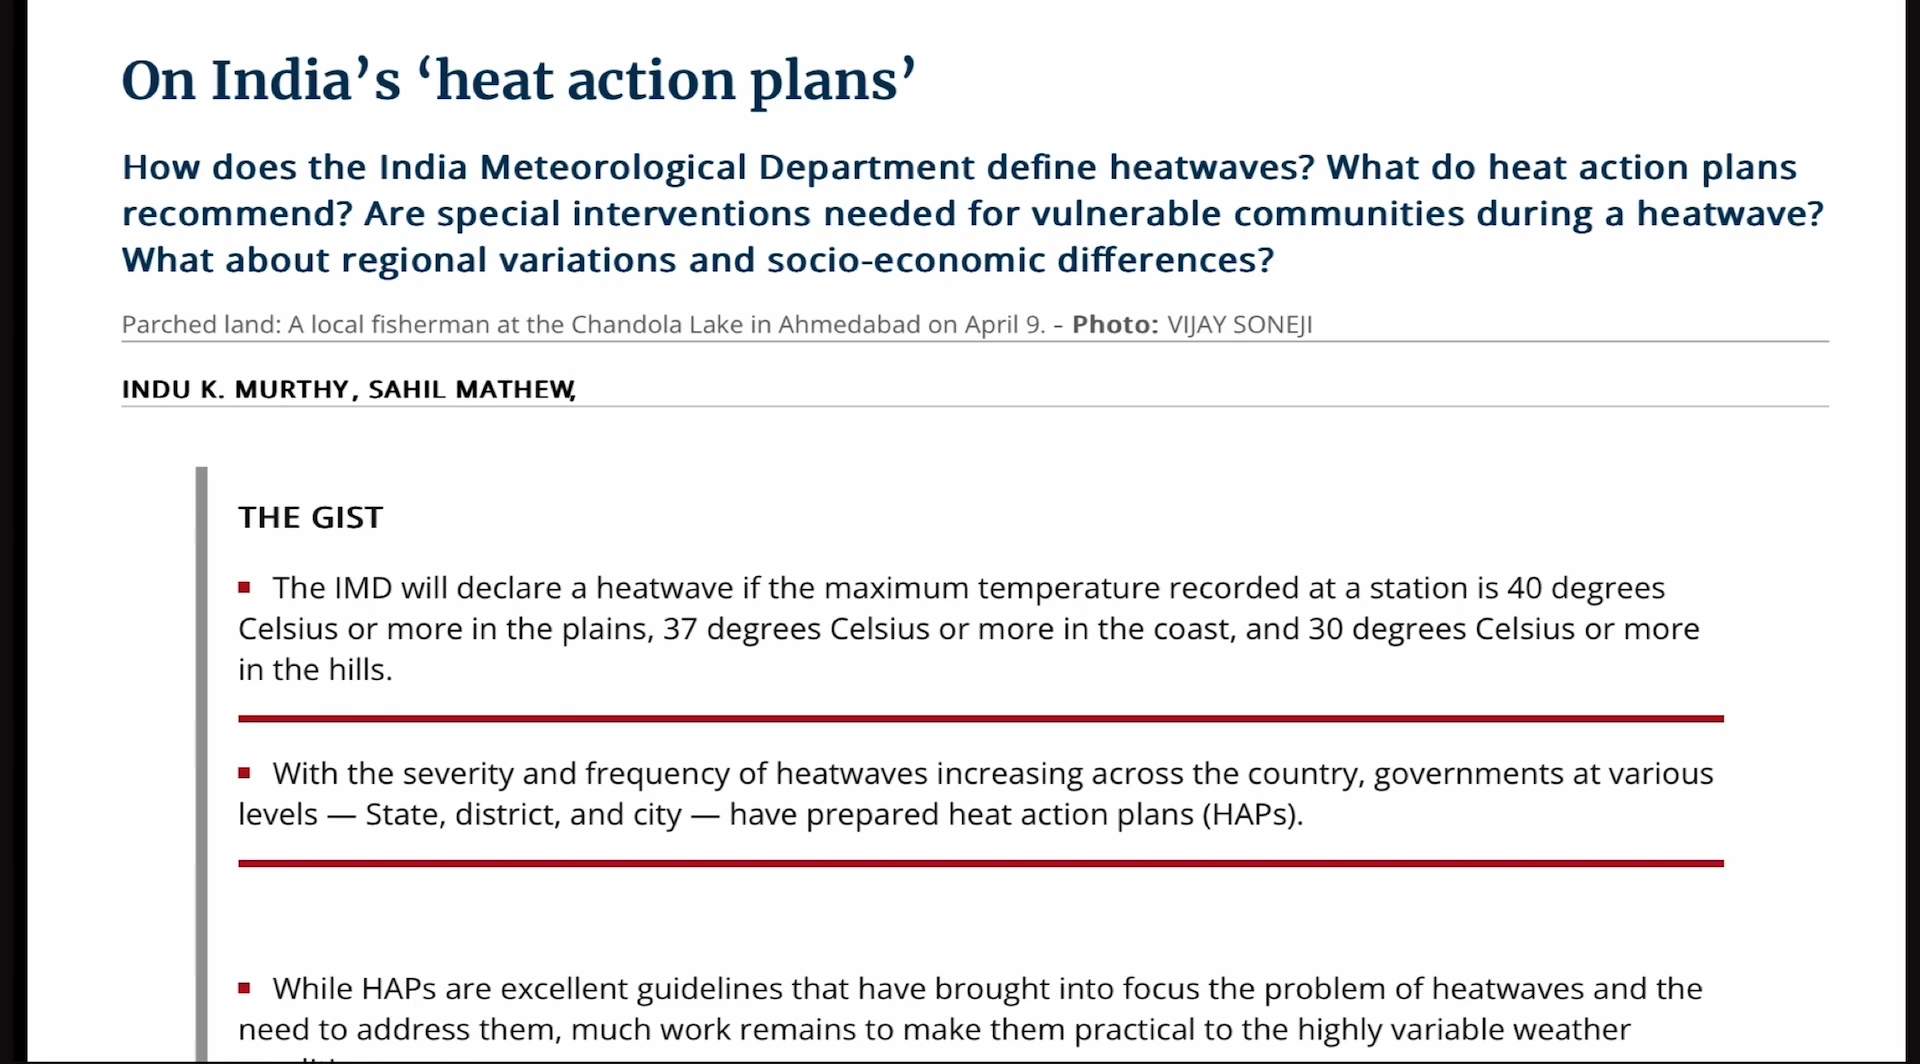 On India’s ‘heat action plans’
How does the India Meteorological Department define heatwaves? What do heat action plans
recommend? Are special interventions needed for vulnerable communities during a heatwave?
What about regional variations and socio-economic differences?
Parched land: A local fisherman at the Chandola Lake in Ahmedabad on April 9. - Photo: VIJAY SONEJI
INDU K. MURTHY, SAHIL MATHEW,
THE GIST
The IMD will declare a heatwave if the maximum temperature recorded at a station is 40 degrees
Celsius or more in the plains, 37 degrees Celsius or more in the coast, and 30 degrees Celsius or more
in the hills.
With the severity and frequency of heatwaves increasing across the country, governments at various
levels — State, district, and city — have prepared heat action plans (HAPs).
While HAPs are excellent guidelines that have brought into focus the problem of heatwaves and the
need to address them, much work remains to make them practical to the highly variable weather